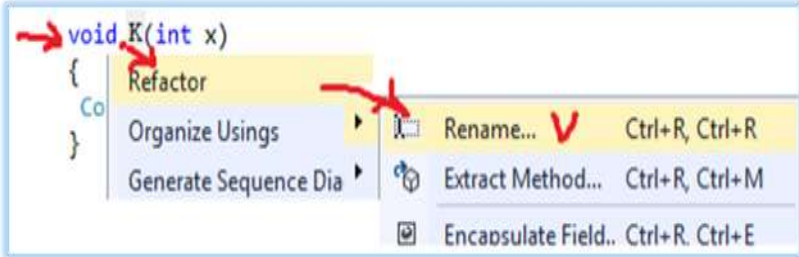 void K(int x)
{
Refactor
Co
Organize Usings
}
Generate Sequence Dia
Rename... V Ctrl+R, Ctrl+R
Extract Method... Ctrl+R, Ctrl+M
Encapsulate Field.. Ctrl+R, Ctrl+E